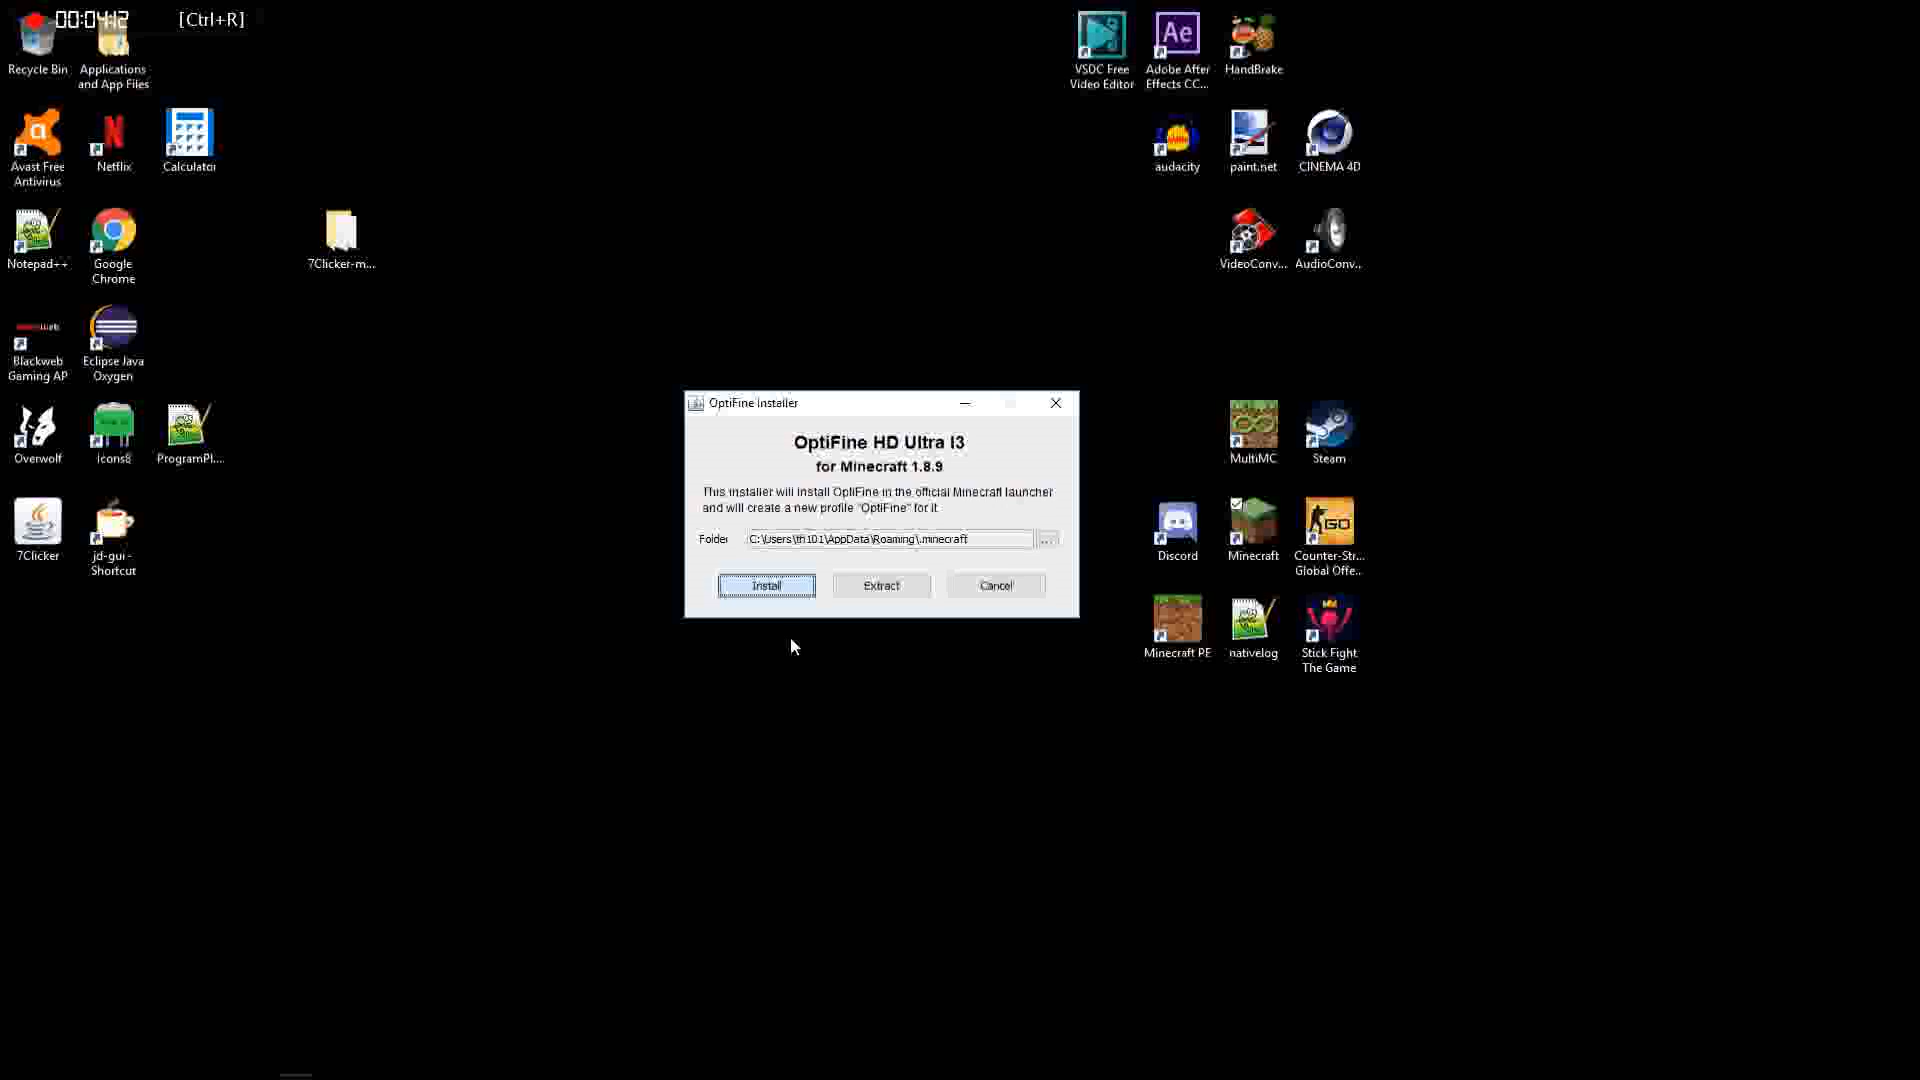 00:04:12 [Ctrl+R]
Recycle Bin
Applications
and App Files
VSDC Free
Video Editor
Ae
Adobe After
Effects CC...
HandBrake
Avast Free
Antivirus
Netflix
Calculator
audacity
paint.net
CINEMA 4D
Notepad++
Google
Chrome
7Clicker-m...
VideoConv...
AudioConv...
Blackweb
Gaming AP
Eclipse Java
Oxygen
OptiFine Installer
OptiFine HD Ultra I3
for Minecraft 1.8.9
This installer will install OptiFine in the official Minecraft launcher
and will create a new profile "OptiFine" for it
Folder C:\Users\th101\AppData\Roaming\.minecraft ...
Install Extract Cancel
Overwolf
Icons8
ProgramPl...
MultiMC
Steam
7Clicker
jd-gui -
Shortcut
Discord
Minecraft
GO
Counter-Str...
Global Offe...
Minecraft PE
nativelog
Stick Fight
The Game